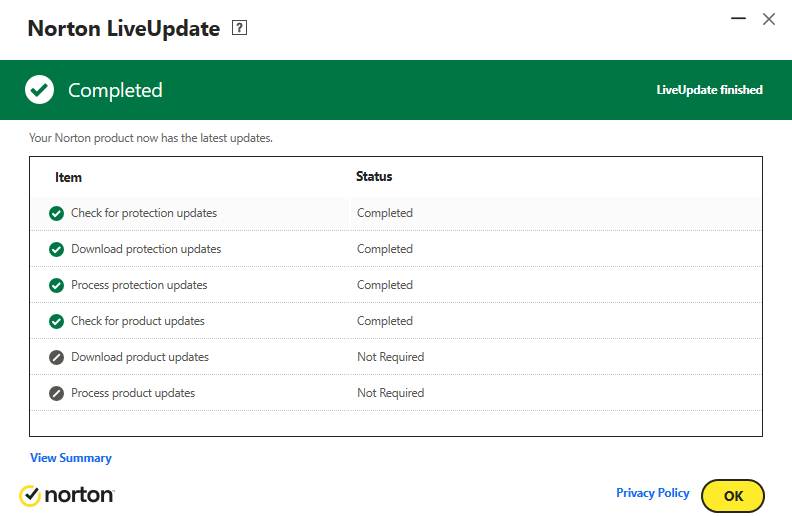 Norton LiveUpdate ?
Completed LiveUpdate finished
Your Norton product now has the latest updates.
Item Status
Check for protection updates Completed
Download protection updates Completed
Process protection updates Completed
Check for product updates Completed
Download product updates Not Required
Process product updates Not Required
View Summary
norton Privacy Policy OK